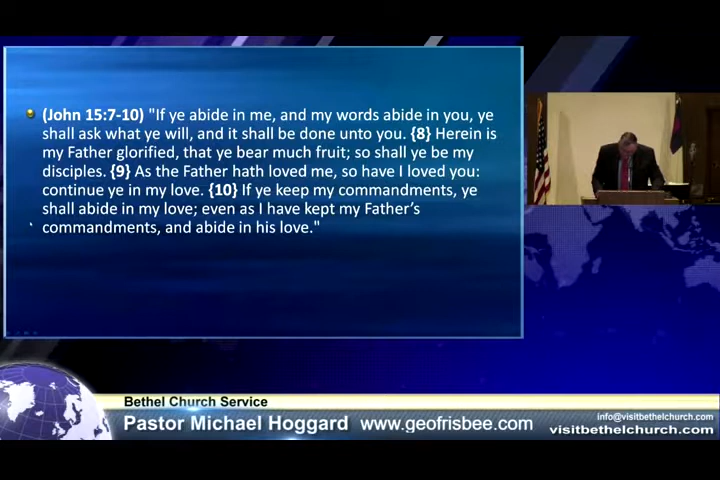 (John 15:7-10) "If ye abide in me, and my words abide in you, ye
shall ask what ye will, and it shall be done unto you. {8} Herein is
my Father glorified, that ye bear much fruit; so shall ye be my
disciples. {9} As the Father hath loved me, so have I loved you:
continue ye in my love. {10} If ye keep my commandments, ye
shall abide in my love; even as I have kept my Father’s
commandments, and abide in his love."
Bethel Church Service
Pastor Michael Hoggard www.geofrisbee.com
info@visitbethelchurch.com
visitbethelchurch.com